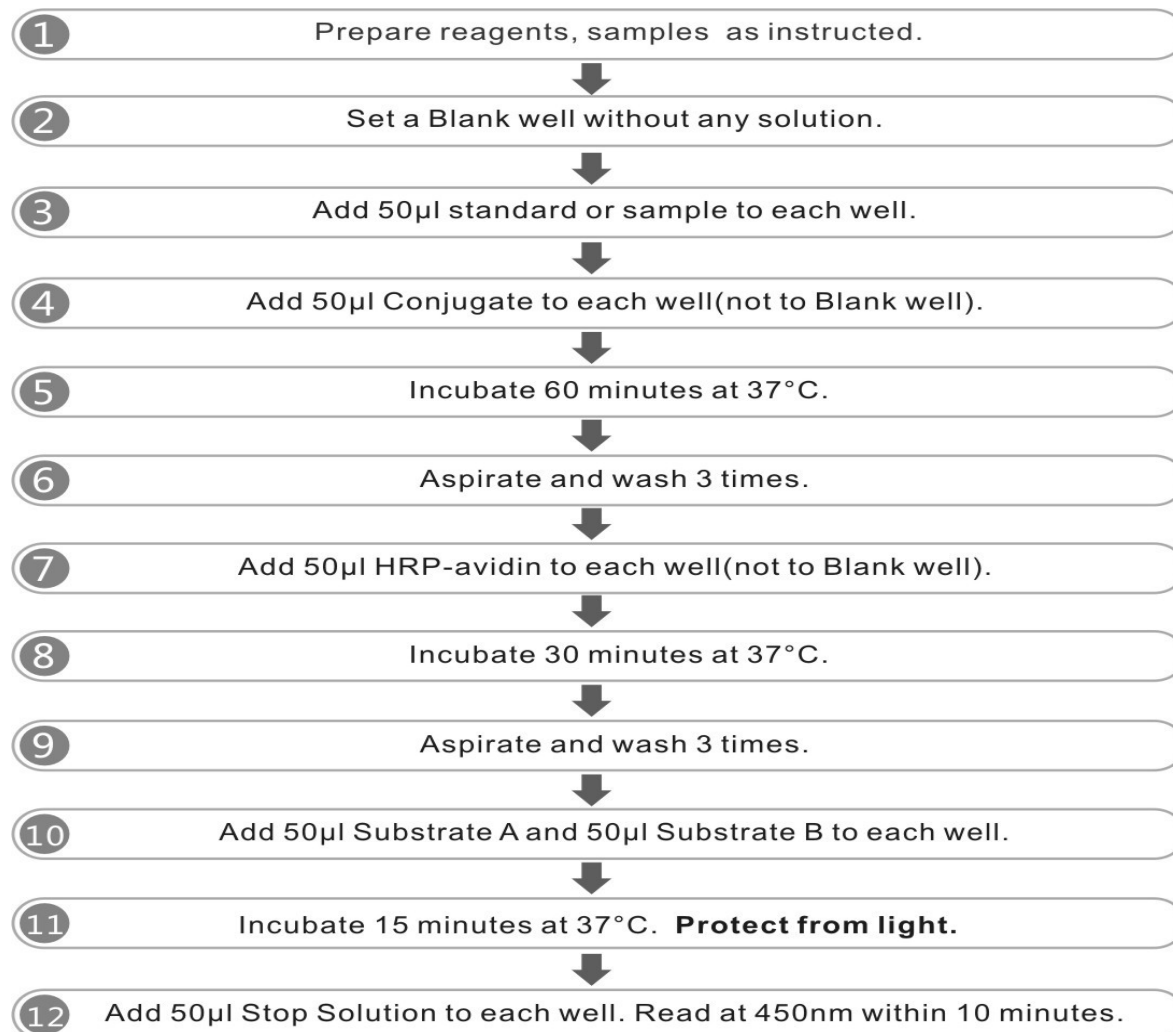 1 Prepare reagents, samples as instructed.
2 Set a Blank well without any solution.
3 Add 50μl standard or sample to each well.
4 Add 50μl Conjugate to each well(not to Blank well).
5 Incubate 60 minutes at 37°C.
6 Aspirate and wash 3 times.
7 Add 50μl HRP-avidin to each well(not to Blank well).
8 Incubate 30 minutes at 37°C.
9 Aspirate and wash 3 times.
10 Add 50μl Substrate A and 50μl Substrate B to each well.
11 Incubate 15 minutes at 37°C. Protect from light.
12 Add 50μl Stop Solution to each well. Read at 450nm within 10 minutes.